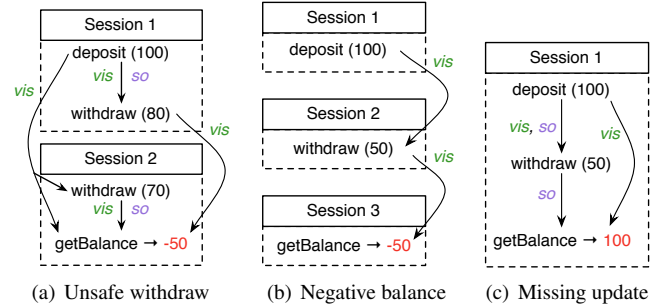 Session 1
deposit (100)
vis so
vis
withdraw (80)
vis
Session 2
withdraw (70)
vis so
getBalance → -50
(a) Unsafe withdraw
Session 1
deposit (100)
vis
Session 2
withdraw (50)
vis
Session 3
getBalance → -50
(b) Negative balance
Session 1
deposit (100)
vis, so
vis
withdraw (50)
so
getBalance → 100
(c) Missing update